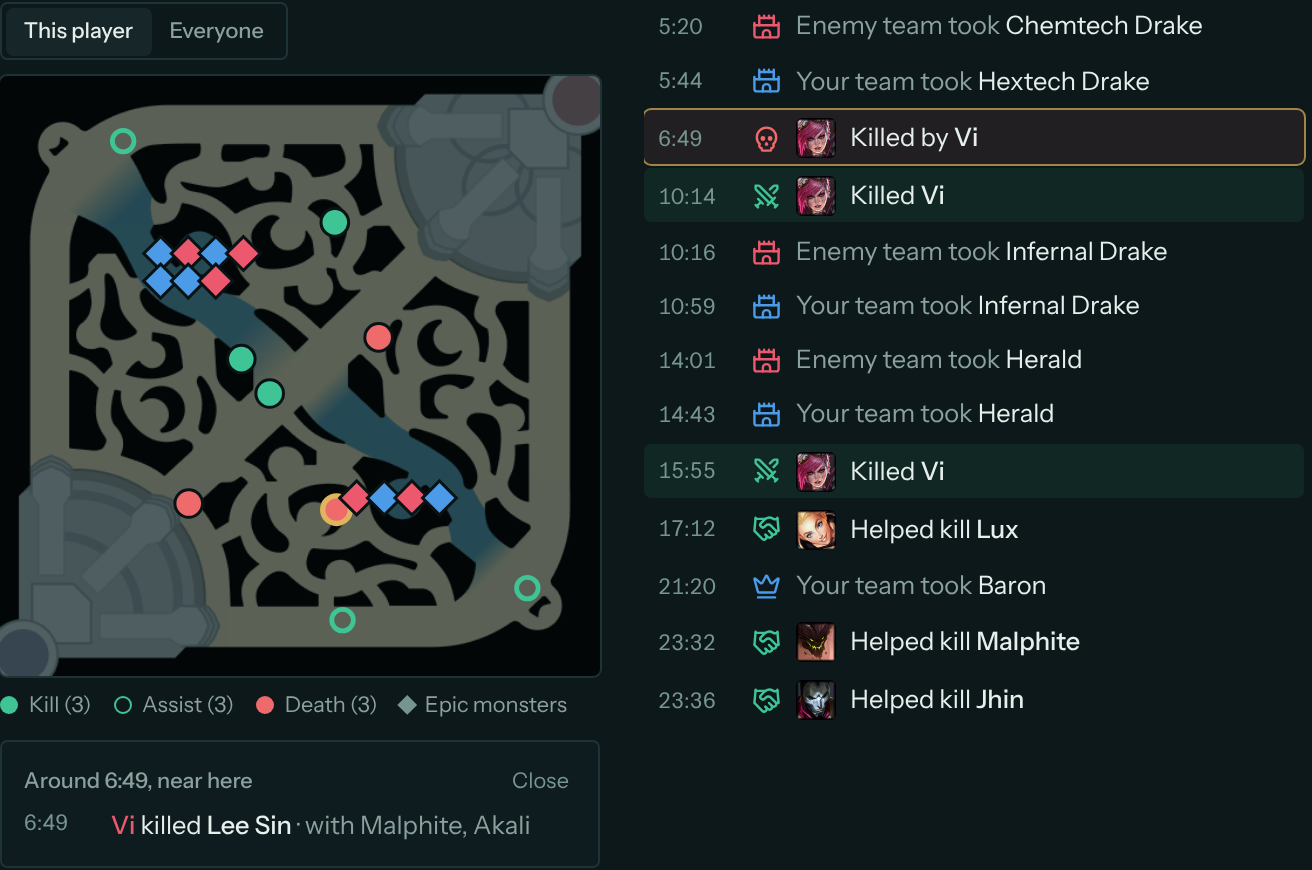 This player
Everyone
Kill (3)
Assist (3)
Death (3)
Epic monsters
Around 6:49, near here
Close
6:49
Vi killed Lee Sin · with Malphite, Akali
5:20 Enemy team took Chemtech Drake
5:44 Your team took Hextech Drake
6:49 Killed by Vi
10:14 Killed Vi
10:16 Enemy team took Infernal Drake
10:59 Your team took Infernal Drake
14:01 Enemy team took Herald
14:43 Your team took Herald
15:55 Killed Vi
17:12 Helped kill Lux
21:20 Your team took Baron
23:32 Helped kill Malphite
23:36 Helped kill Jhin